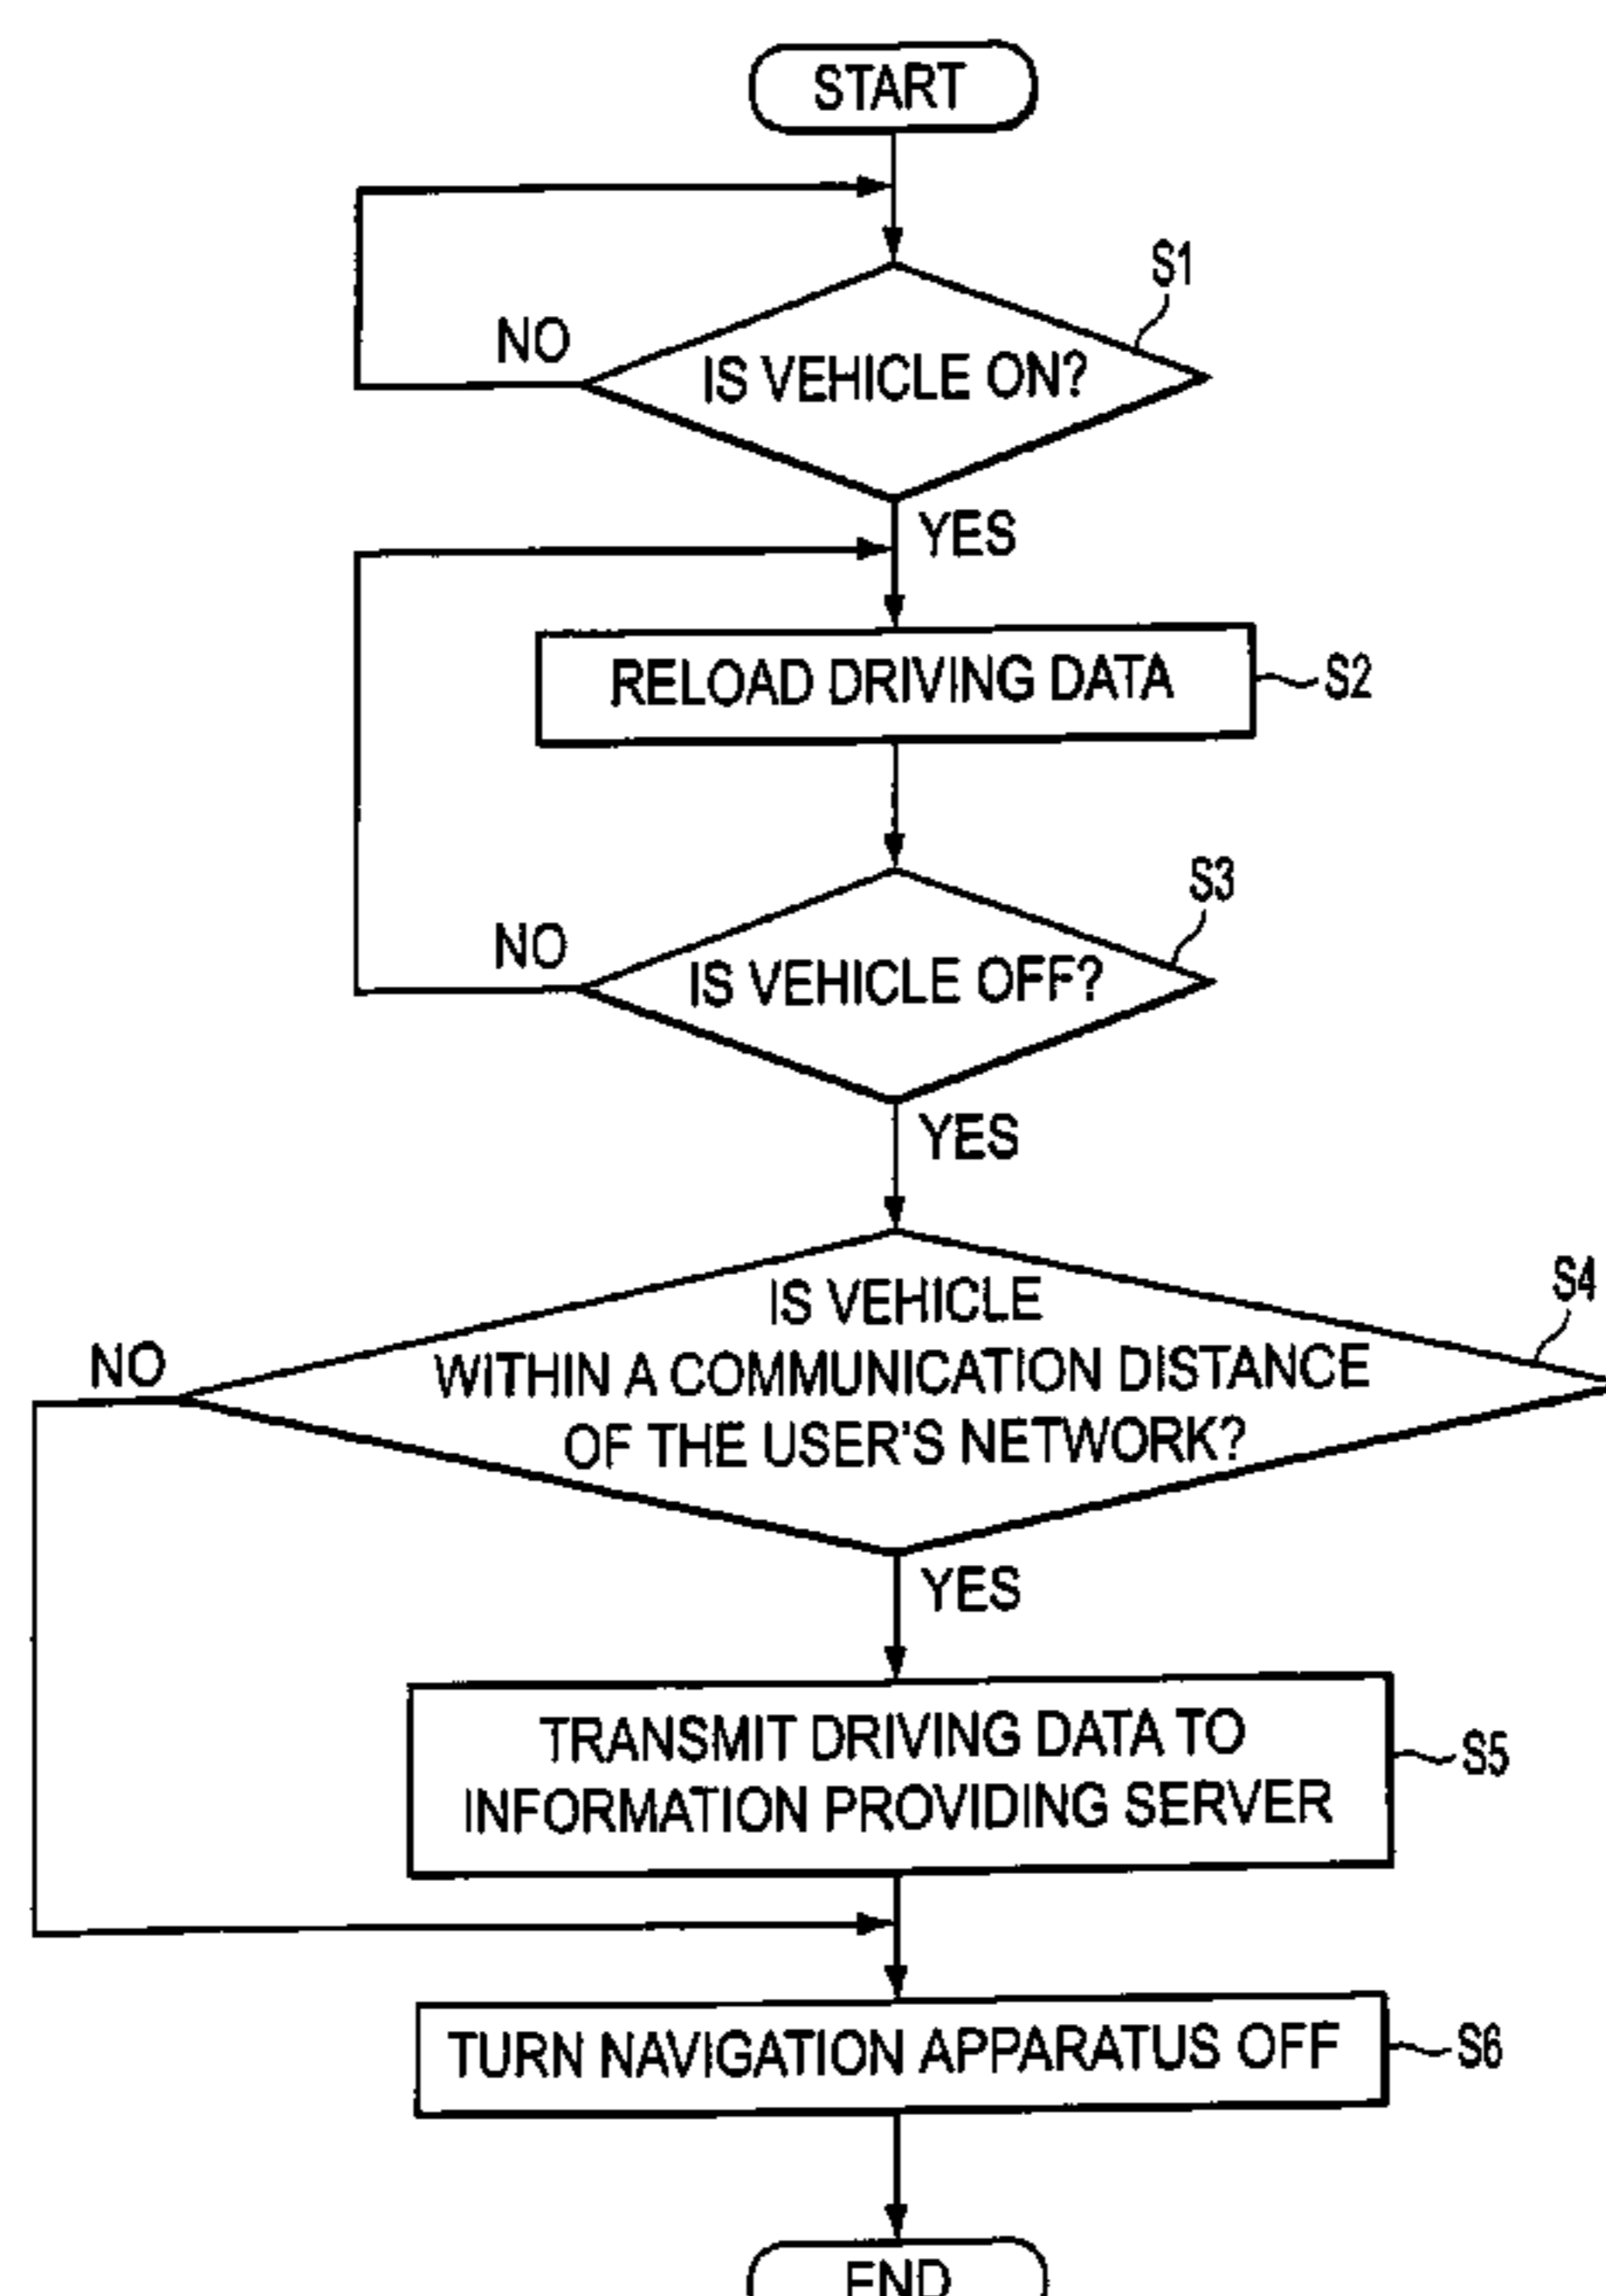 START
S1
NO
IS VEHICLE ON?
YES
RELOAD DRIVING DATA
S2
S3
NO
IS VEHICLE OFF?
YES
S4
IS VEHICLE
NO
WITHIN A COMMUNICATION DISTANCE
OF THE USER'S NETWORK?
YES
TRANSMIT DRIVING DATA TO
INFORMATION PROVIDING SERVER
S5
TURN NAVIGATION APPARATUS OFF
S6
END